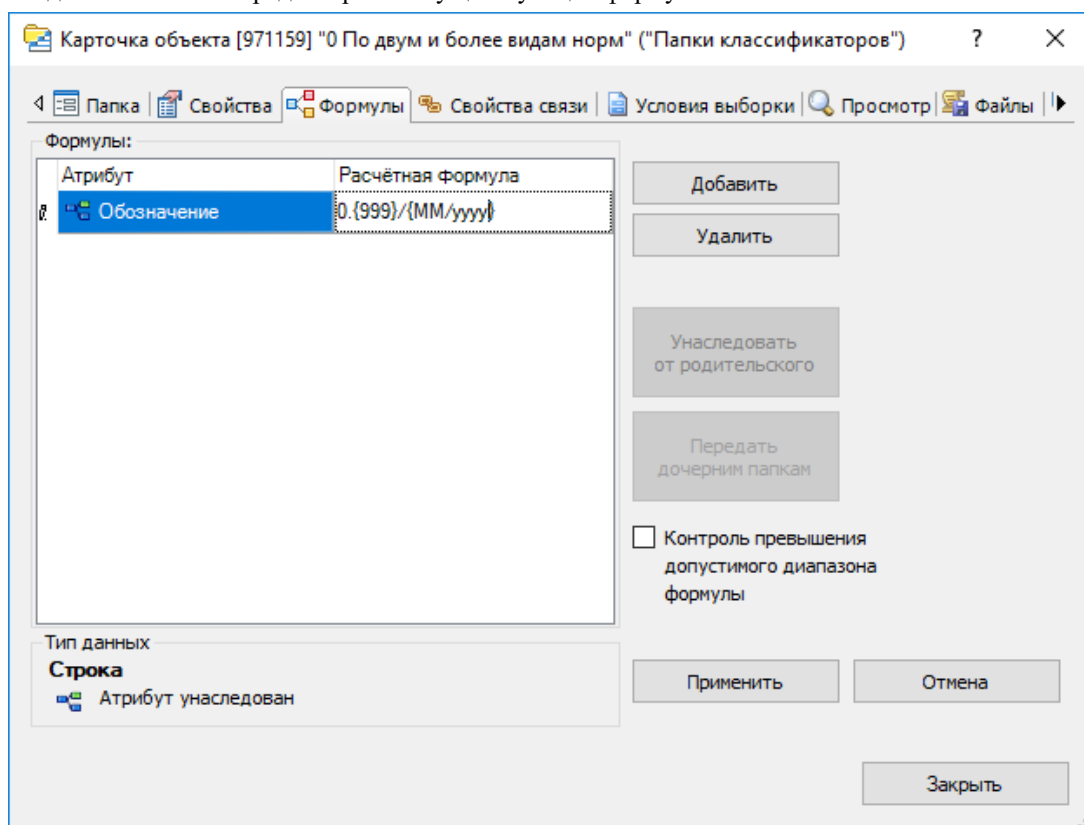 Карточка объекта [971159] "0 По двум и более видам норм" ("Папки классификаторов") ?
Папка Свойства Формулы Свойства связи Условия выборки Просмотр Файлы
Формулы:
Атрибут Расчётная формула
Обозначение 0.{999}/{MM/yyyy}
Добавить
Удалить
Унаследовать
от родительского
Передать
дочерним папкам
Контроль превышения
допустимого диапазона
формулы
Тип данных
Строка
Атрибут унаследован
Применить Отмена
Закрыть